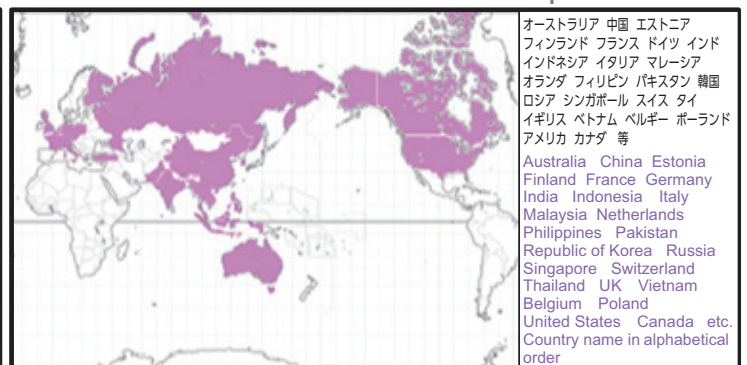 オーストラリア 中国 エストニア
フィンランド フランス ドイツ インド
インドネシア イタリア マレーシア
オランダ フィリピン パキスタン 韓国
ロシア シンガポール スイス タイ
イギリス ベトナム ベルギー ポーランド
アメリカ カナダ 等
Australia China Estonia
Finland France Germany
India Indonesia Italy
Malaysia Netherlands
Philippines Pakistan
Republic of Korea Russia
Singapore Switzerland
Thailand UK Vietnam
Belgium Poland
United States Canada etc.
Country name in alphabetical
order